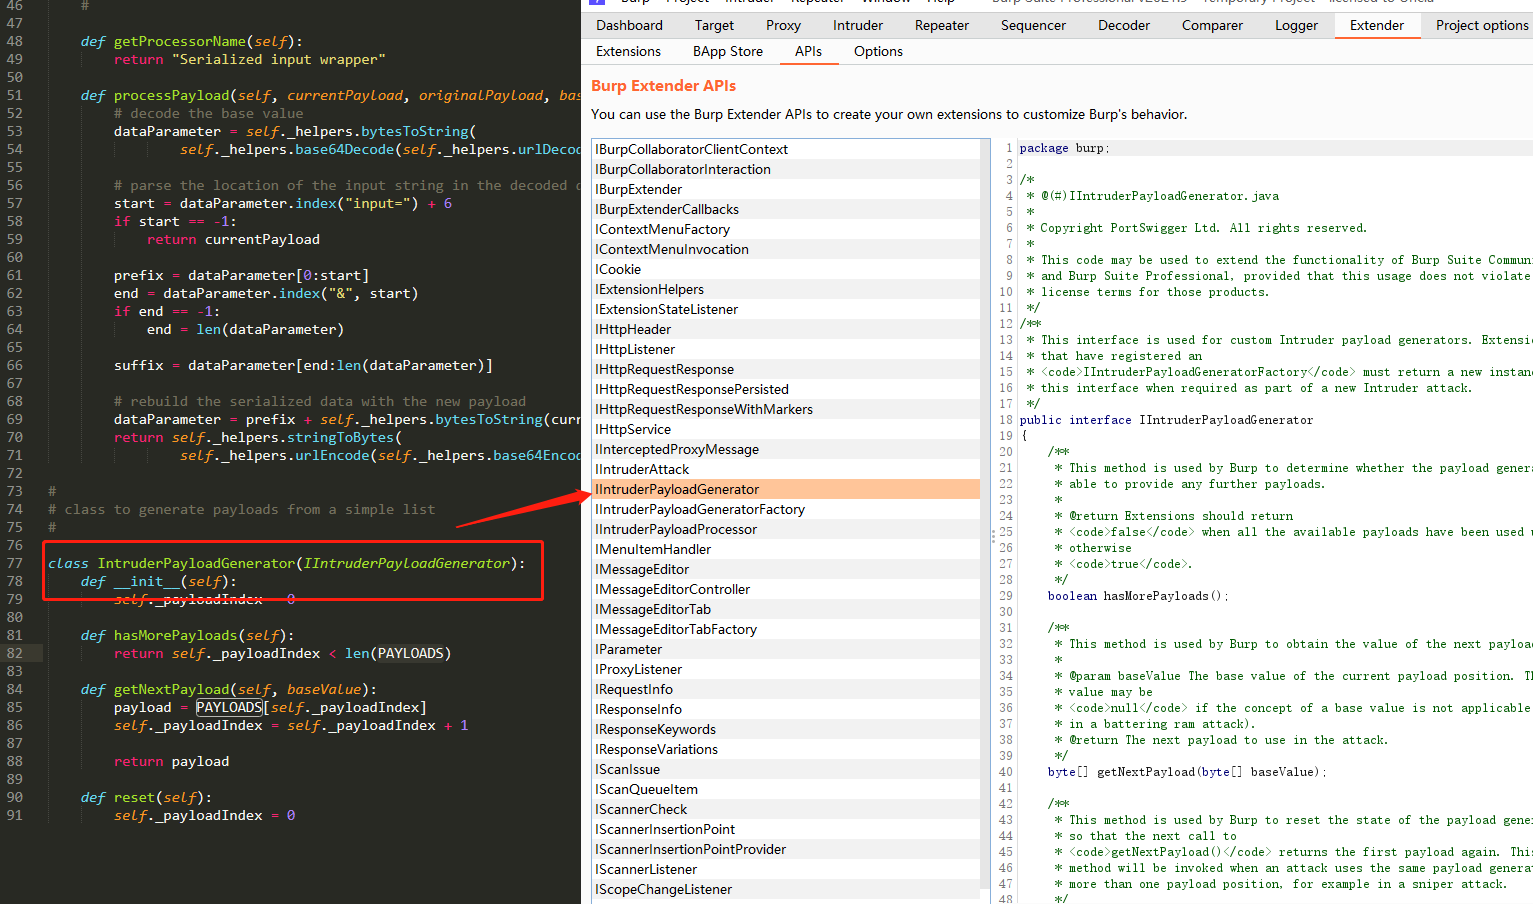 46 #
47
48 def getProcessorName(self):
49 return "Serialized input wrapper"
50
51 def processPayload(self, currentPayload, originalPayload, bas
52 # decode the base value
53 dataParameter = self._helpers.bytesToString(
54 self._helpers.base64Decode(self._helpers.urlDecod
55
56 # parse the location of the input string in the decoded d
57 start = dataParameter.index("input=") + 6
58 if start == -1:
59 return currentPayload
60
61 prefix = dataParameter[0:start]
62 end = dataParameter.index("&", start)
63 if end == -1:
64 end = len(dataParameter)
65
66 suffix = dataParameter[end:len(dataParameter)]
67
68 # rebuild the serialized data with the new payload
69 dataParameter = prefix + self._helpers.bytesToString(curr
70 return self._helpers.stringToBytes(
71 self._helpers.urlEncode(self._helpers.base64Encod
72
73 #
74 # class to generate payloads from a simple list
75 #
76
77 class IntruderPayloadGenerator(IIntruderPayloadGenerator):
78 def __init__(self):
79 self._payloadIndex = 0
80
81 def hasMorePayloads(self):
82 return self._payloadIndex < len(PAYLOADS)
83
84 def getNextPayload(self, baseValue):
85 payload = PAYLOADS[self._payloadIndex]
86 self._payloadIndex = self._payloadIndex + 1
87
88 return payload
89
90 def reset(self):
91 self._payloadIndex = 0
Burp Project Intruder Repeater Window Help
Dashboard Target Proxy Intruder Repeater Sequencer Decoder Comparer Logger Extender Project options
Extensions BApp Store APIs Options
Burp Extender APIs
You can use the Burp Extender APIs to create your own extensions to customize Burp's behavior.
IBurpCollaboratorClientContext
IBurpCollaboratorInteraction
IBurpExtender
IBurpExtenderCallbacks
IContextMenuFactory
IContextMenuInvocation
ICookie
IExtensionHelpers
IExtensionStateListener
IHttpHeader
IHttpListener
IHttpRequestResponse
IHttpRequestResponsePersisted
IHttpRequestResponseWithMarkers
IHttpService
IInterceptedProxyMessage
IIntruderAttack
IIntruderPayloadGenerator
IIntruderPayloadGeneratorFactory
IIntruderPayloadProcessor
IMenuItemHandler
IMessageEditor
IMessageEditorController
IMessageEditorTab
IMessageEditorTabFactory
IParameter
IProxyListener
IRequestInfo
IResponseInfo
IResponseKeywords
IResponseVariations
IScanIssue
IScanQueueItem
IScannerCheck
IScannerInsertionPoint
IScannerInsertionPointProvider
IScannerListener
IScopeChangeListener
1 package burp;
2
3 /*
4 * @(#)IIntruderPayloadGenerator.java
5 *
6 * Copyright PortSwigger Ltd. All rights reserved.
7 *
8 * This code may be used to extend the functionality of Burp Suite Commun
9 * and Burp Suite Professional, provided that this usage does not violate
10 * license terms for those products.
11 */
12 /**
13 * This interface is used for custom Intruder payload generators. Extensio
14 * that have registered an
15 * <code>IIntruderPayloadGeneratorFactory</code> must return a new instanc
16 * this interface when required as part of a new Intruder attack.
17 */
18 public interface IIntruderPayloadGenerator
19 {
20 /**
21 * This method is used by Burp to determine whether the payload genera
22 * able to provide any further payloads.
23 *
24 * @return Extensions should return
25 * <code>false</code> when all the available payloads have been used u
26 * otherwise
27 * <code>true</code>.
28 */
29 boolean hasMorePayloads();
30
31 /**
32 * This method is used by Burp to obtain the value of the next payload
33 *
34 * @param baseValue The base value of the current payload position. Th
35 * value may be
36 * <code>null</code> if the concept of a base value is not applicable
37 * in a battering ram attack).
38 * @return The next payload to use in the attack.
39 */
40 byte[] getNextPayload(byte[] baseValue);
41
42 /**
43 * This method is used by Burp to reset the state of the payload gener
44 * so that the next call to
45 * <code>getNextPayload()</code> returns the first payload again. This
46 * method will be invoked when an attack uses the same payload generat
47 * more than one payload position, for example in a sniper attack.
48 */